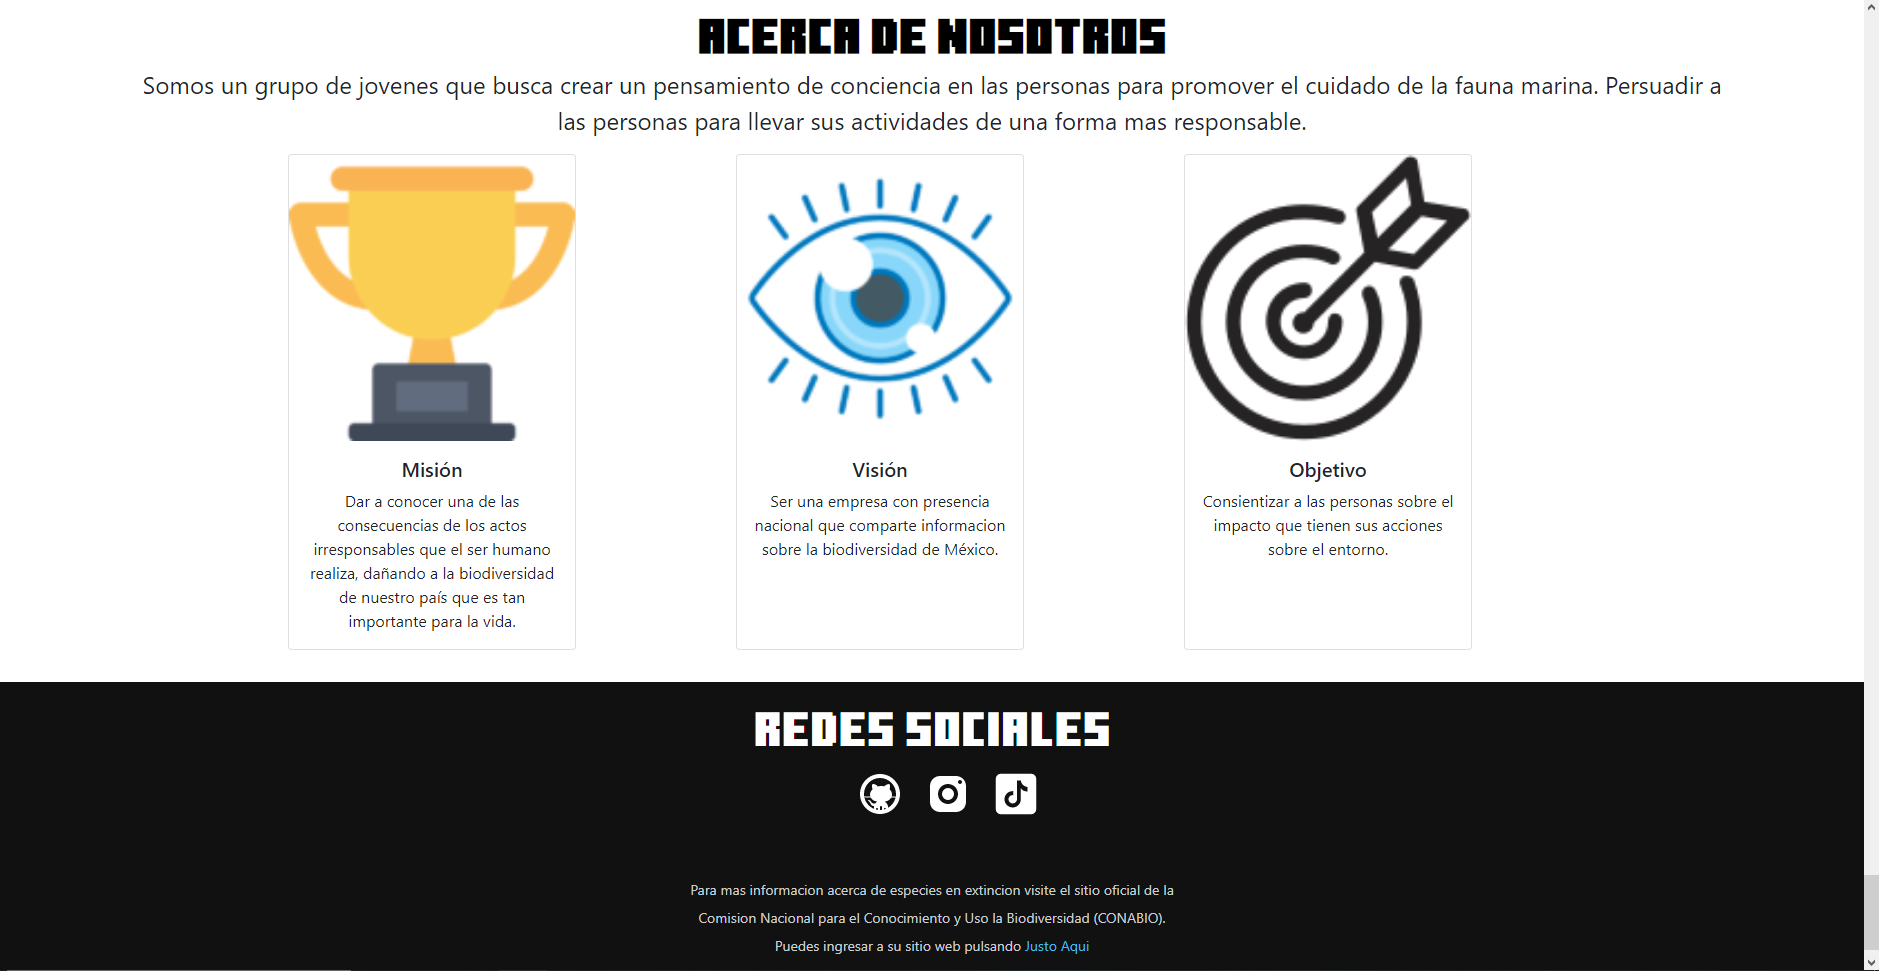 ACERCA DE NOSOTROS
Somos un grupo de jovenes que busca crear un pensamiento de conciencia en las personas para promover el cuidado de la fauna marina. Persuadir a
las personas para llevar sus actividades de una forma mas responsable.
Misión
Dar a conocer una de las
consecuencias de los actos
irresponsables que el ser humano
realiza, dañando a la biodiversidad
de nuestro país que es tan
importante para la vida.
Visión
Ser una empresa con presencia
nacional que comparte informacion
sobre la biodiversidad de México.
Objetivo
Consientizar a las personas sobre el
impacto que tienen sus acciones
sobre el entorno.
REDES SOCIALES
Para mas informacion acerca de especies en extincion visite el sitio oficial de la
Comision Nacional para el Conocimiento y Uso la Biodiversidad (CONABIO).
Puedes ingresar a su sitio web pulsando Justo Aqui